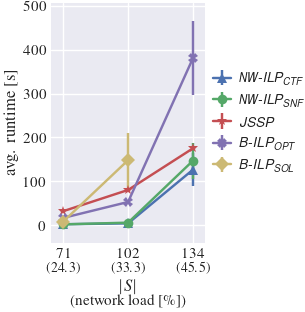 500
400
300
200
100
0
avg. runtime [s]
71
(24.3)
102
(33.3)
134
(45.5)
|S|
(network load [%])
NW-ILP_CTF
NW-ILP_SNF
JSSP
B-ILP_OPT
B-ILP_SOL